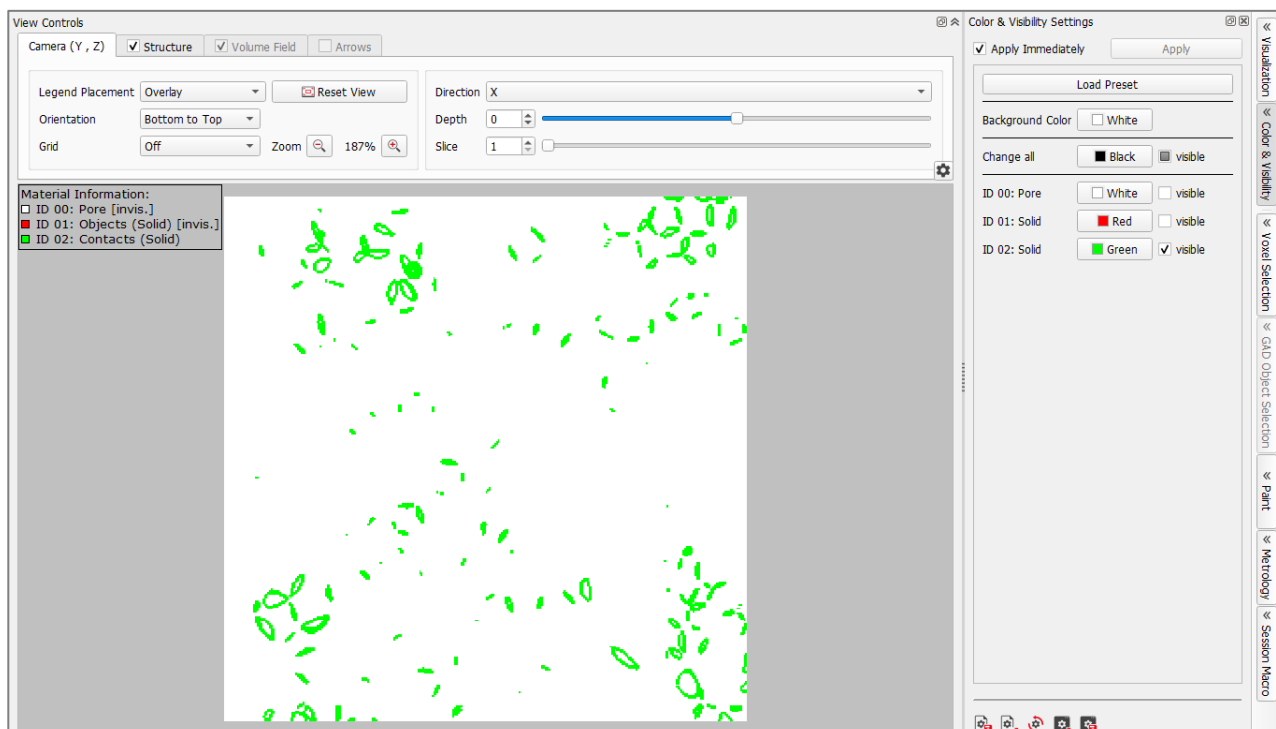 View Controls
Camera (Y , Z)
Structure
Volume Field
Arrows
Legend Placement
Overlay
Reset View
Orientation
Bottom to Top
Grid
Off
Zoom
187%
Direction
X
Depth
0
Slice
1
Material Information:
ID 00: Pore [invis.]
ID 01: Objects (Solid) [invis.]
ID 02: Contacts (Solid)
Color & Visibility Settings
Apply Immediately
Apply
Load Preset
Background Color
White
Change all
Black
visible
ID 00: Pore
White
visible
ID 01: Solid
Red
visible
ID 02: Solid
Green
visible
« Visualization
« Color & Visibility
« Voxel Selection
« GAD Object Selection
« Paint
« Metrology
« Session Macro